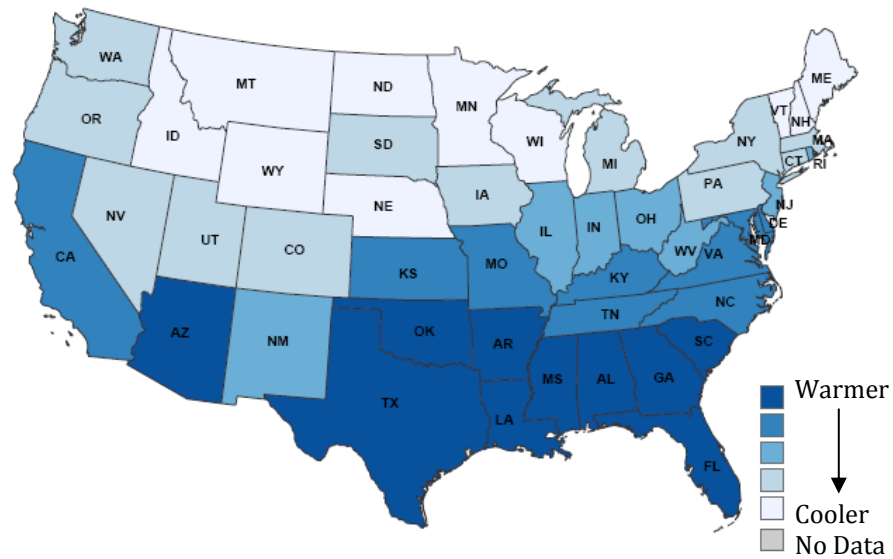 WA
MT
ND
MN
ME
VT
NH
OR
ID
SD
WI
NY
MA
MI
CT
RI
WY
IA
PA
NE
NJ
NV
OH
DE
IL
IN
UT
CO
MD
WV
VA
CA
KS
MO
KY
NC
TN
AZ
NM
OK
AR
SC
MS
AL
GA
TX
LA
FL
Warmer
Cooler
No Data